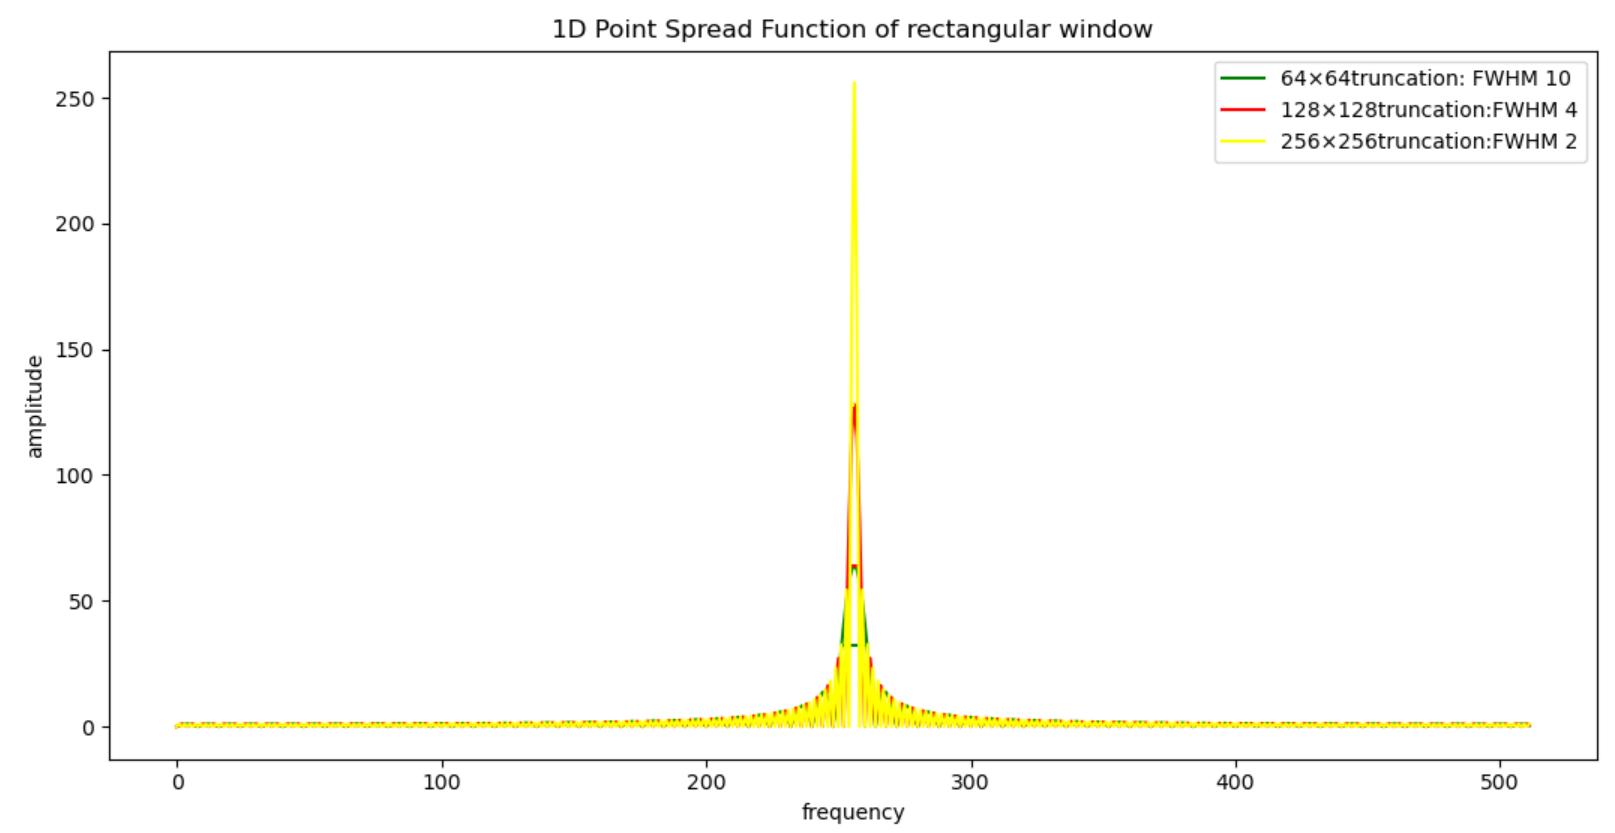 1D Point Spread Function of rectangular window
64×64truncation: FWHM 10
128×128truncation:FWHM 4
256×256truncation:FWHM 2
amplitude
250
200
150
100
50
0
0 100 200 300 400 500
frequency